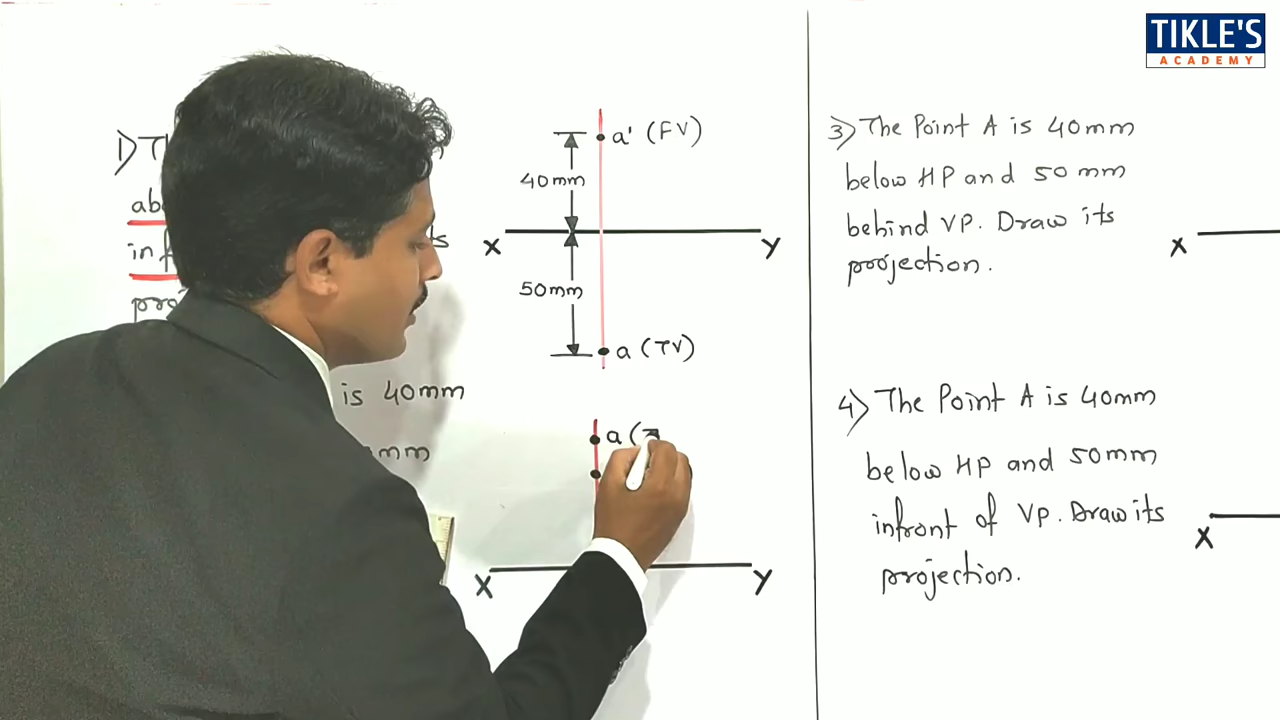 TIKLE'S
ACADEMY
1)
a' (FV)
40mm
X
Y
50mm
a (TV)
is 40mm
mm
a (T
X
Y
3) The Point A is 40mm
below HP and 50 mm
behind VP. Draw its
projection.
X
4) The Point A is 40mm
below HP and 50mm
infront of VP. Draw its
projection.
X